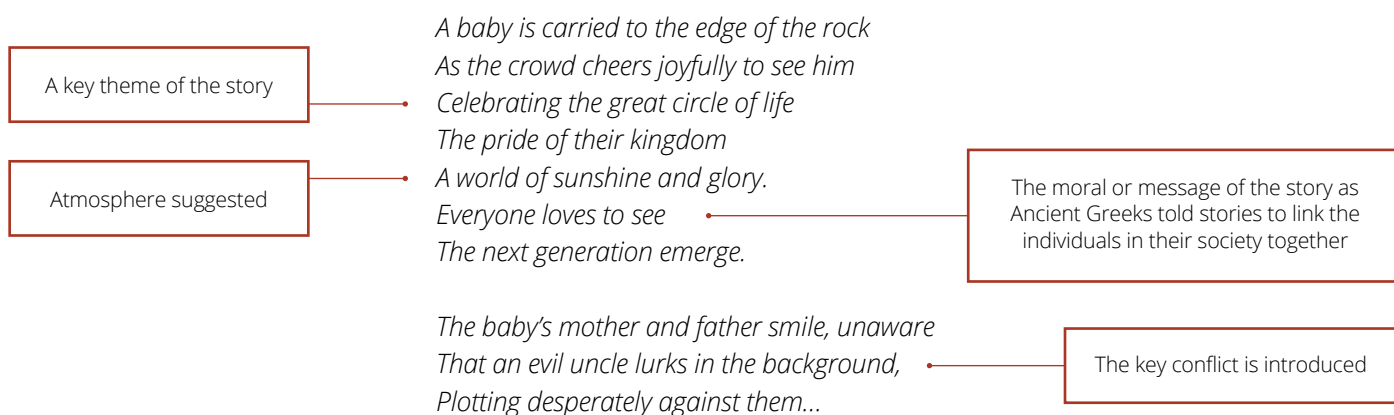 A baby is carried to the edge of the rock
As the crowd cheers joyfully to see him
A key theme of the story
Celebrating the great circle of life
The pride of their kingdom
A world of sunshine and glory.
Atmosphere suggested
Everyone loves to see
The next generation emerge.
The moral or message of the story as
Ancient Greeks told stories to link the
individuals in their society together
The baby’s mother and father smile, unaware
That an evil uncle lurks in the background,
The key conflict is introduced
Plotting desperately against them...